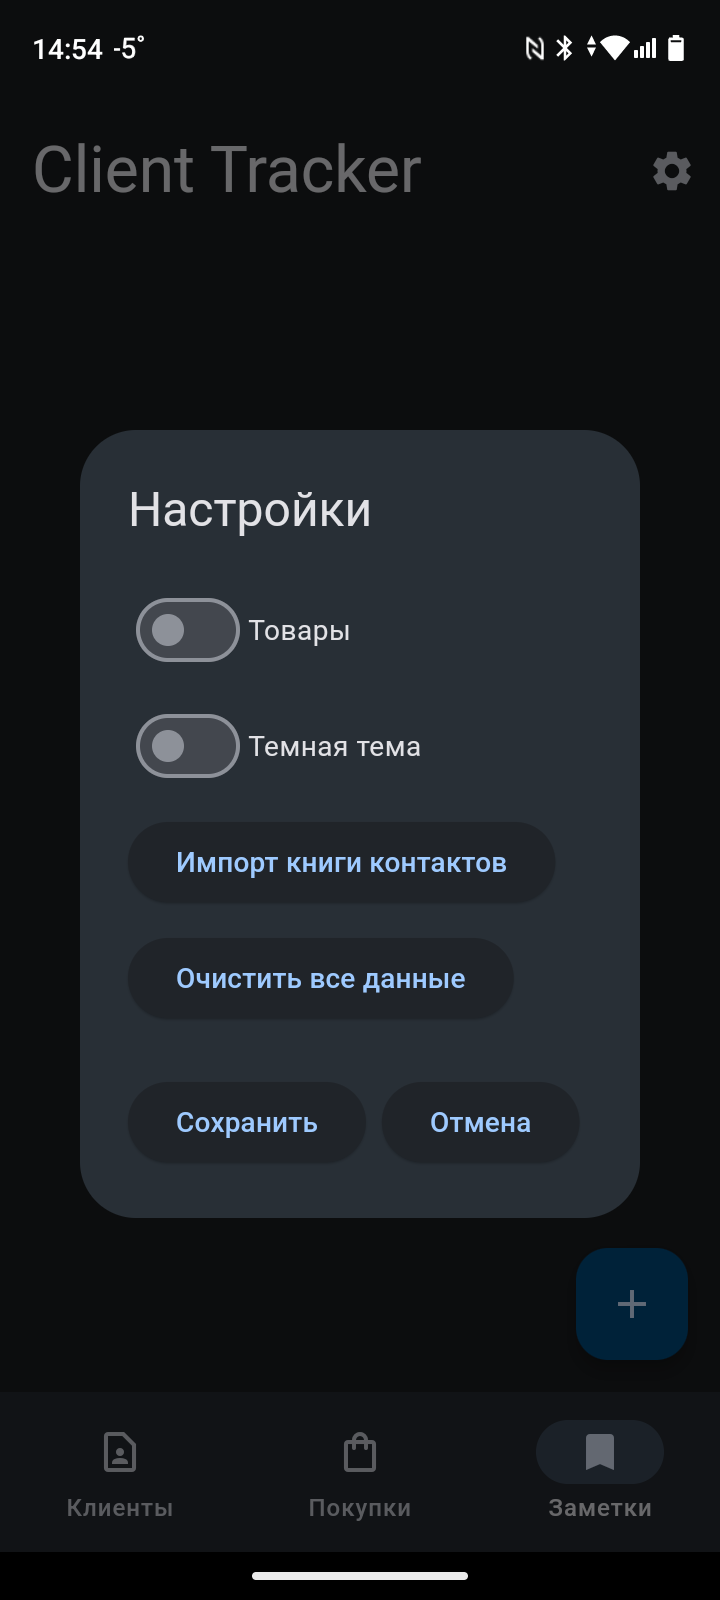 14:54 -5°
Client Tracker
Настройки
Товары
Темная тема
Импорт книги контактов
Очистить все данные
Сохранить Отмена
Клиенты Покупки Заметки